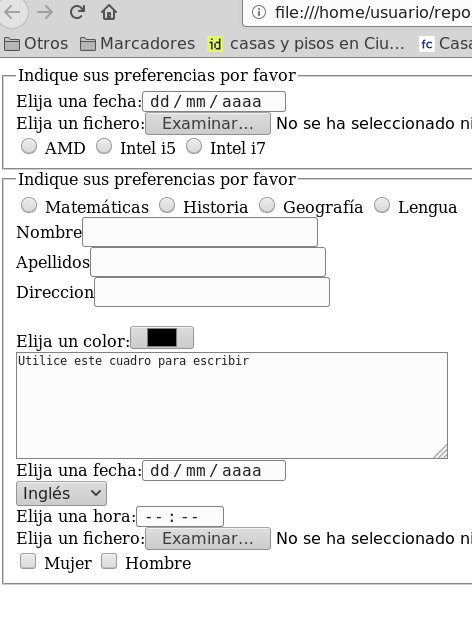 file:///home/usuario/repo
Otros Marcadores id casas y pisos en Ciu... fc Casa
Indique sus preferencias por favor
Elija una fecha: dd/mm/aaaa
Elija un fichero: Examinar... No se ha seleccionado ni
AMD Intel i5 Intel i7
Indique sus preferencias por favor
Matemáticas Historia Geografía Lengua
Nombre
Apellidos
Direccion
Elija un color:
Utilice este cuadro para escribir
Elija una fecha: dd/mm/aaaa
Inglés
Elija una hora: --:--
Elija un fichero: Examinar... No se ha seleccionado ni
Mujer Hombre